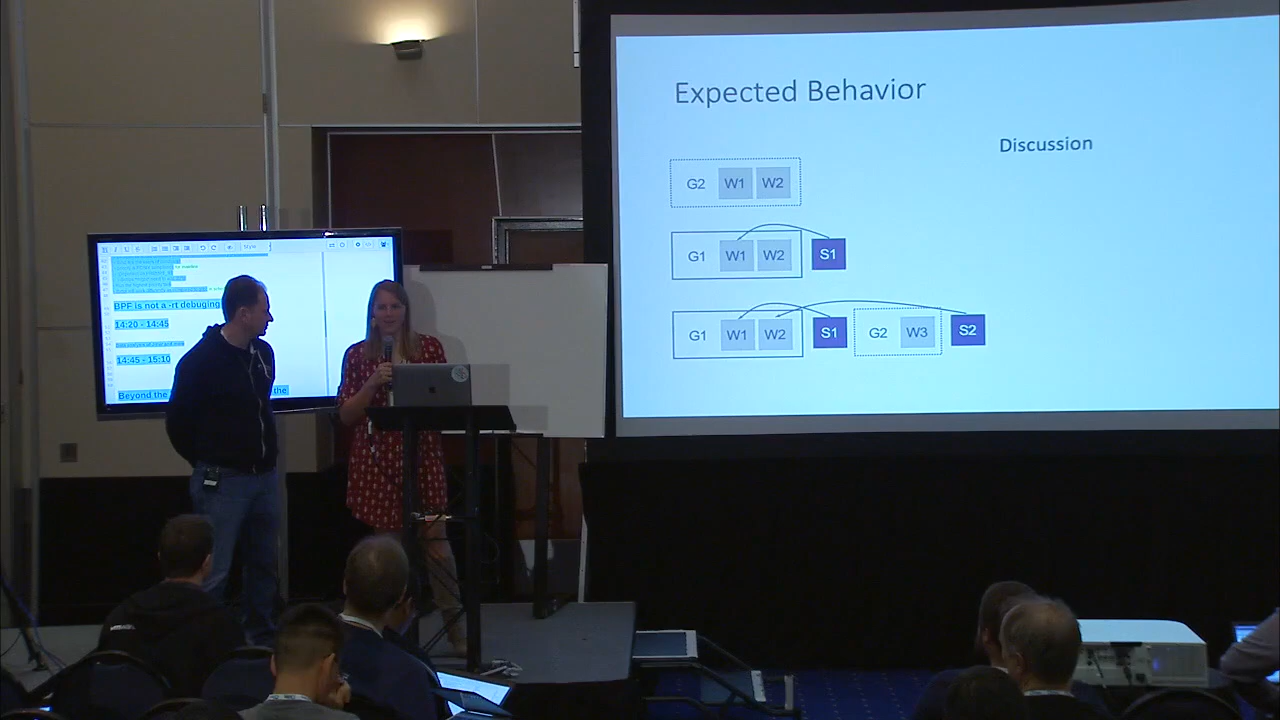 Expected Behavior
Discussion
G2 W1 W2
G1 W1 W2 S1
G1 W1 W2 S1 G2 W3 S2
Style
BPF is not a -rt debuging
14:20 - 14:45
14:45 - 15:10
Beyond the
the